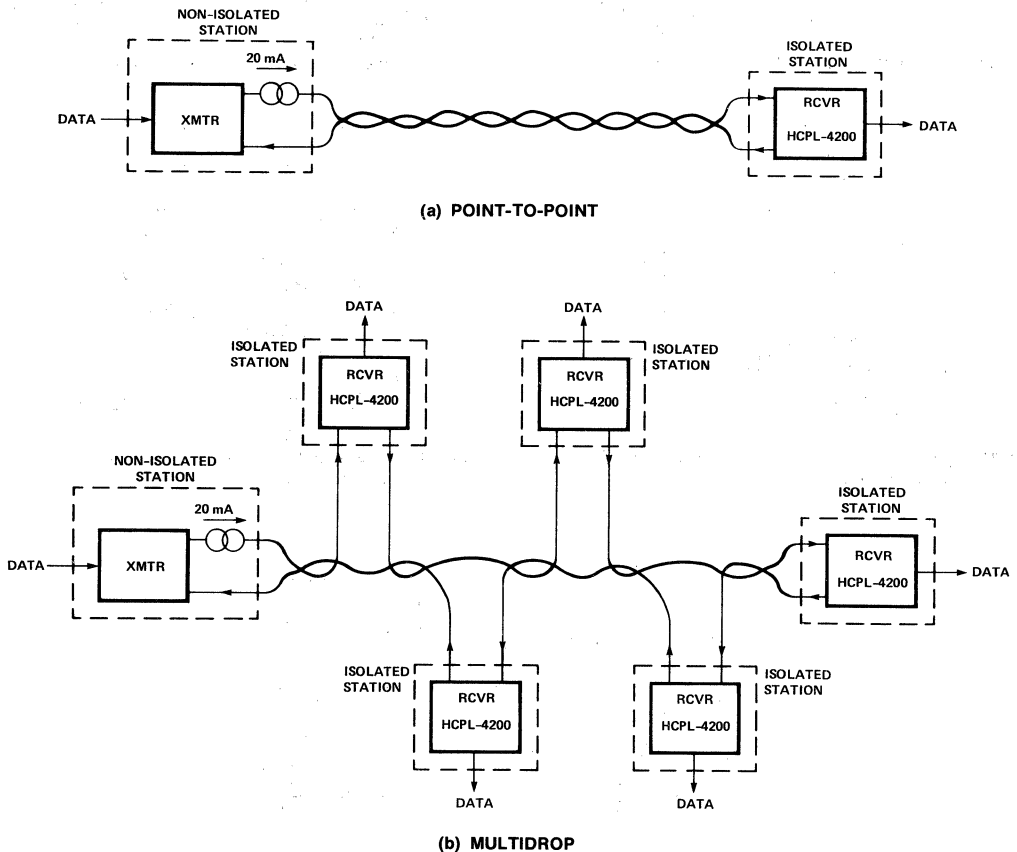 NON-ISOLATED
STATION
20 mA
DATA
XMTR
ISOLATED
STATION
RCVR
HCPL-4200
DATA
(a) POINT-TO-POINT
DATA
ISOLATED
STATION
RCVR
HCPL-4200
DATA
ISOLATED
STATION
RCVR
HCPL-4200
NON-ISOLATED
STATION
20 mA
DATA
XMTR
ISOLATED
STATION
RCVR
HCPL-4200
DATA
ISOLATED
STATION
RCVR
HCPL-4200
DATA
ISOLATED
STATION
RCVR
HCPL-4200
DATA
(b) MULTIDROP